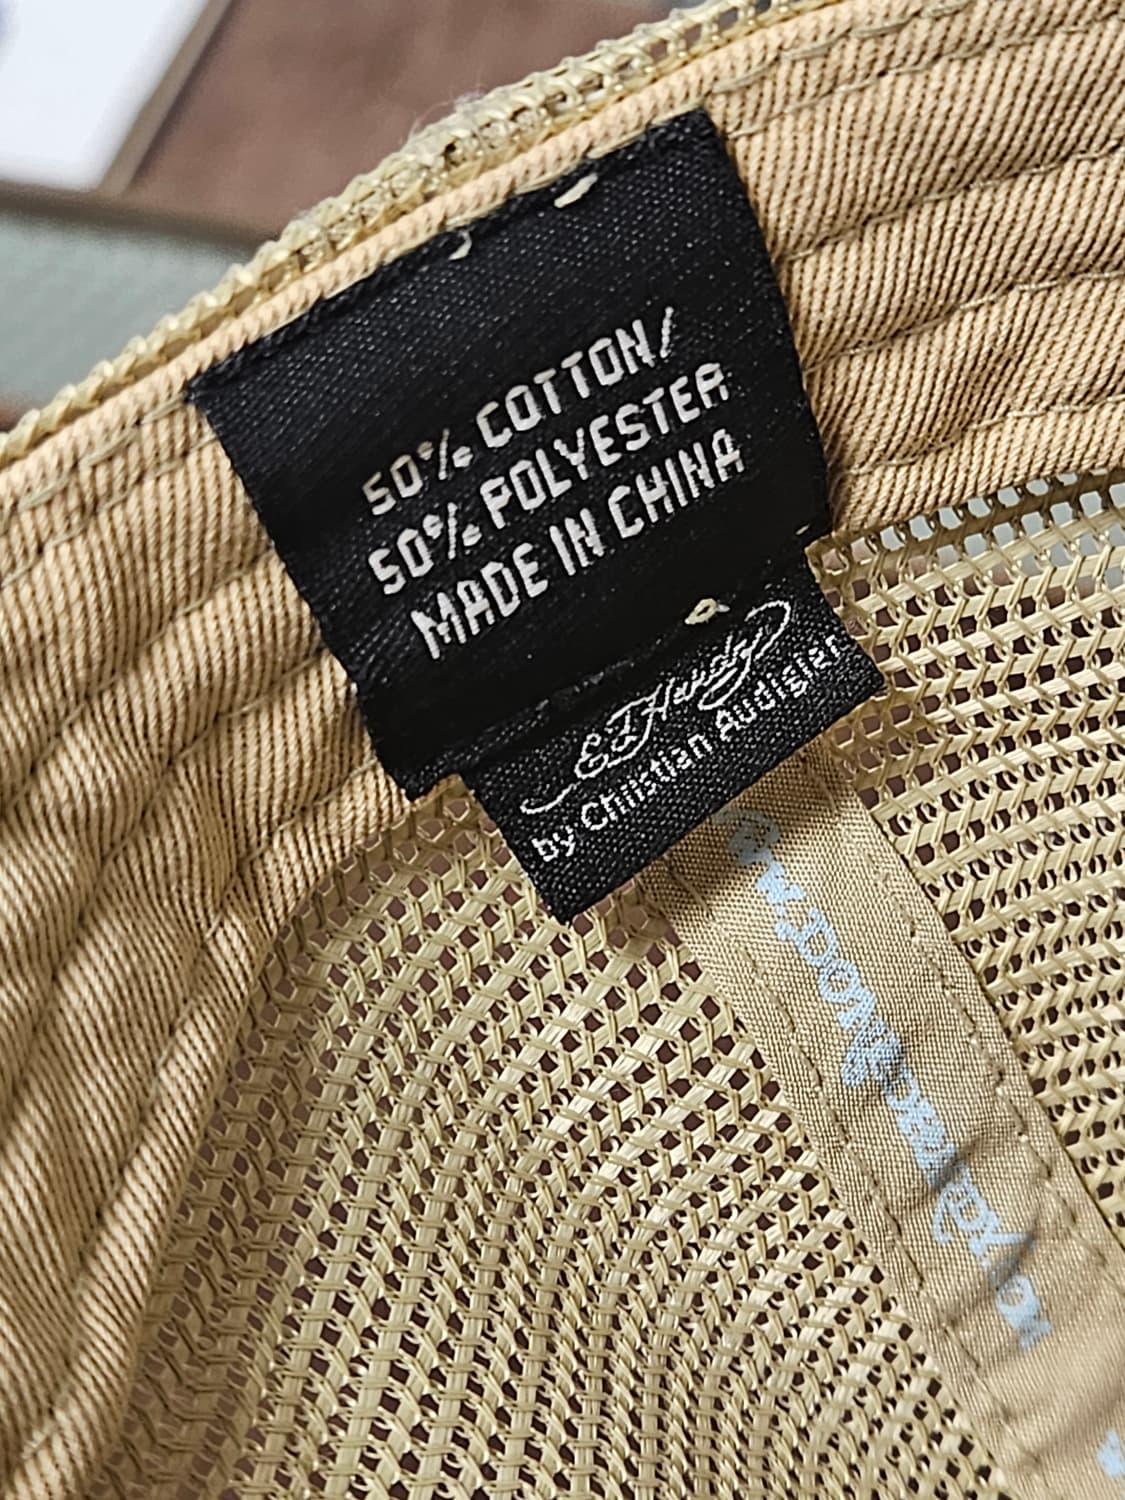 50% COTTON/
50% POLYESTER
MADE IN CHINA
Ed Hardy
by Christian Audigier